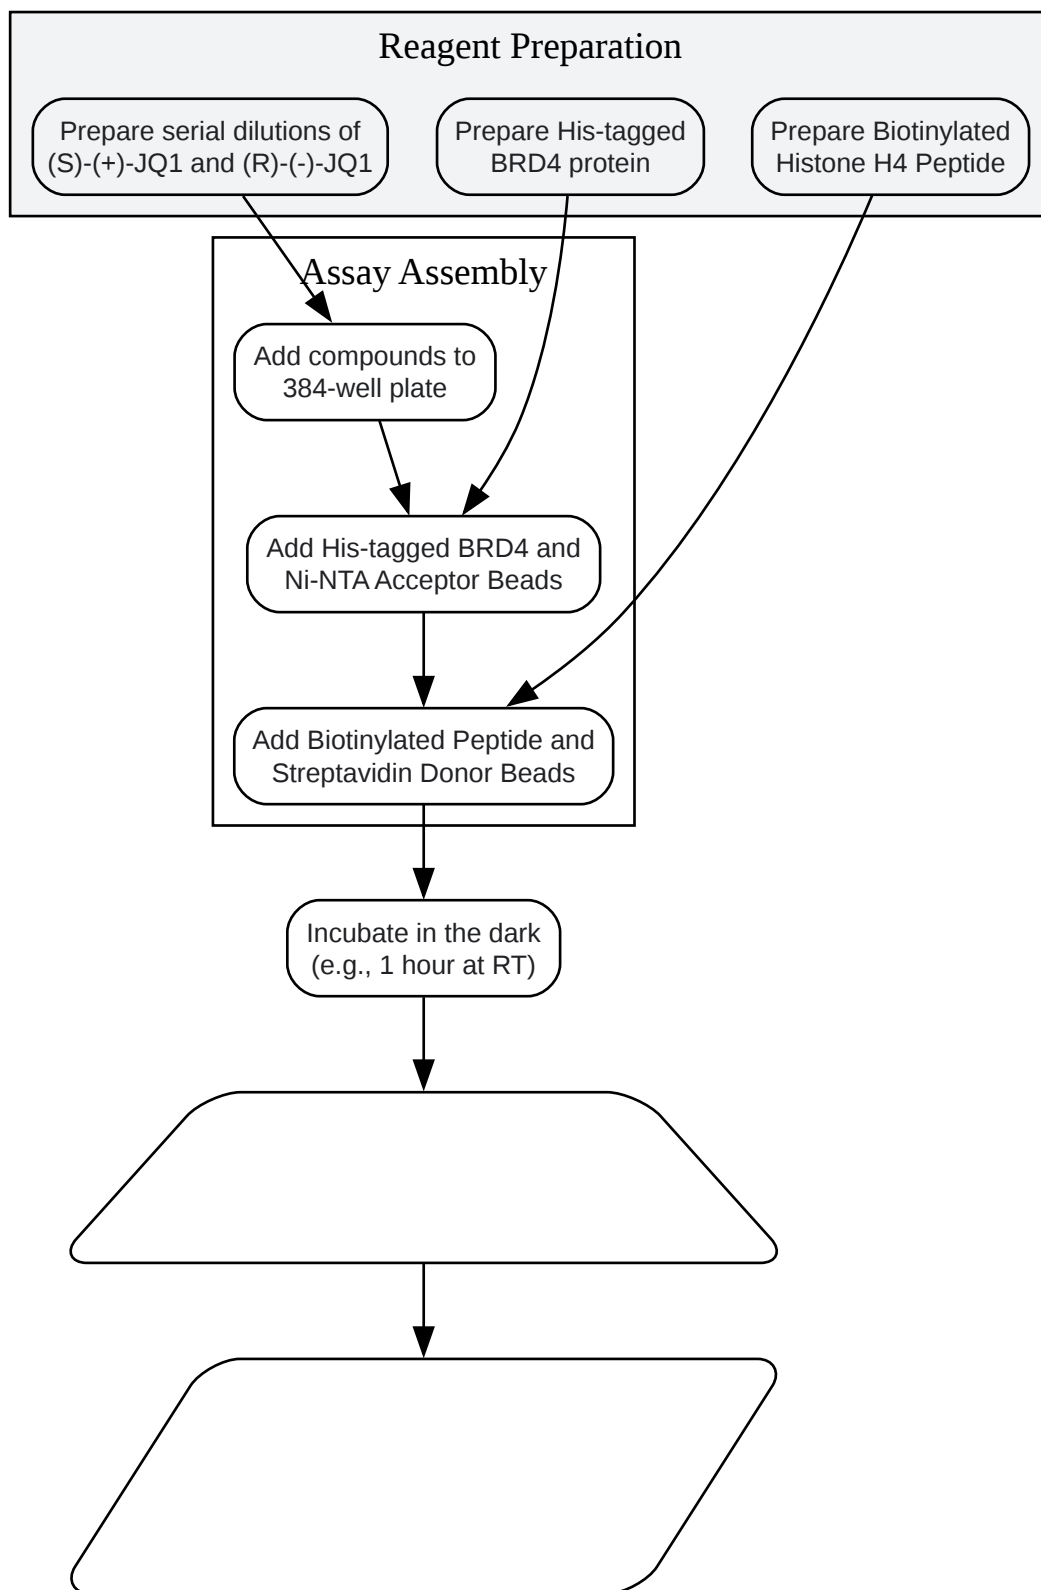 Reagent Preparation
Prepare serial dilutions of
(S)-(+)-JQ1 and (R)-(-)-JQ1
Prepare His-tagged
BRD4 protein
Prepare Biotinylated
Histone H4 Peptide
Assay Assembly
Add compounds to
384-well plate
Add His-tagged BRD4 and
Ni-NTA Acceptor Beads
Add Biotinylated Peptide and
Streptavidin Donor Beads
Incubate in the dark
(e.g., 1 hour at RT)